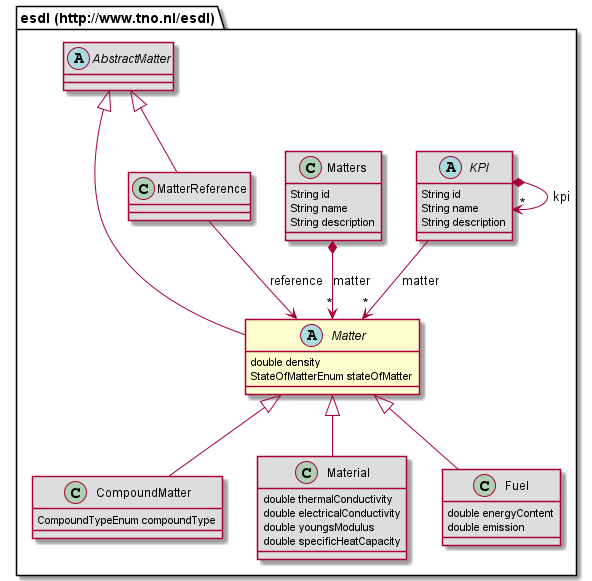 esdl (http://www.tno.nl/esdl)
A AbstractMatter
C MatterReference
C Matters
String id
String name
String description
A KPI
String id
String name
String description
* kpi
reference
matter
*
matter
*
A Matter
double density
StateOfMatterEnum stateOfMatter
C CompoundMatter
CompoundTypeEnum compoundType
C Material
double thermalConductivity
double electricalConductivity
double youngsModulus
double specificHeatCapacity
C Fuel
double energyContent
double emission